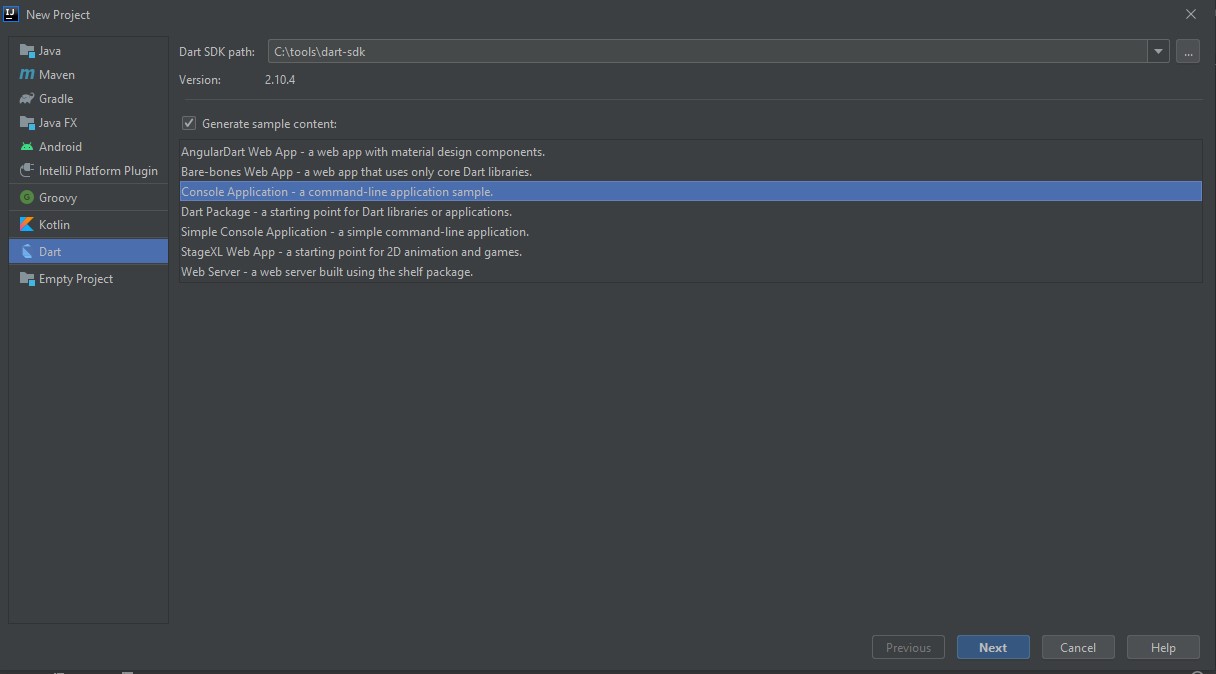 New Project
Java
Maven
Gradle
Java FX
Android
IntelliJ Platform Plugin
Groovy
Kotlin
Dart
Empty Project
Dart SDK path: C:\tools\dart-sdk ...
Version: 2.10.4
Generate sample content:
AngularDart Web App - a web app with material design components.
Bare-bones Web App - a web app that uses only core Dart libraries.
Console Application - a command-line application sample.
Dart Package - a starting point for Dart libraries or applications.
Simple Console Application - a simple command-line application.
StageXL Web App - a starting point for 2D animation and games.
Web Server - a web server built using the shelf package.
Previous Next Cancel Help